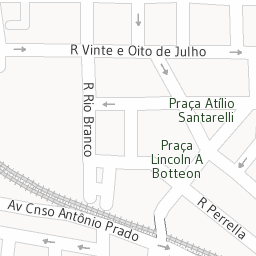 R Vinte e Oito de Julho
R Rio Branco
Praça Atílio
Santarelli
Praça
Lincoln A
Botteon
R Perrella
Av Cnso Antônio Prado